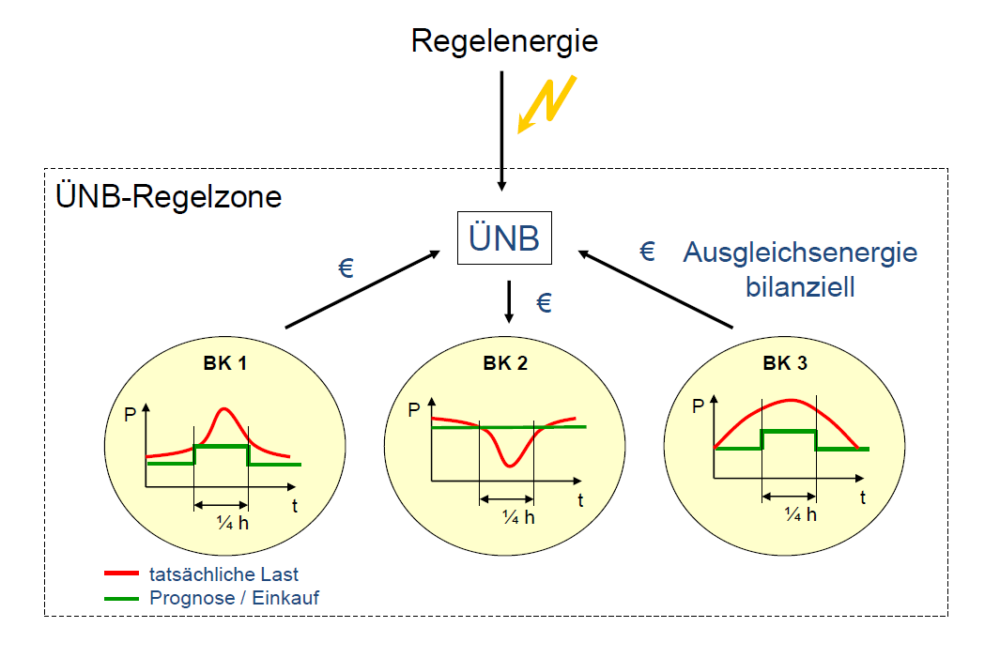 Regelenergie
ÜNB-Regelzone
ÜNB
€
€
€
Ausgleichsenergie
bilanziell
BK 1
P
t
¼ h
BK 2
P
t
¼ h
BK 3
P
t
¼ h
tatsächliche Last
Prognose / Einkauf